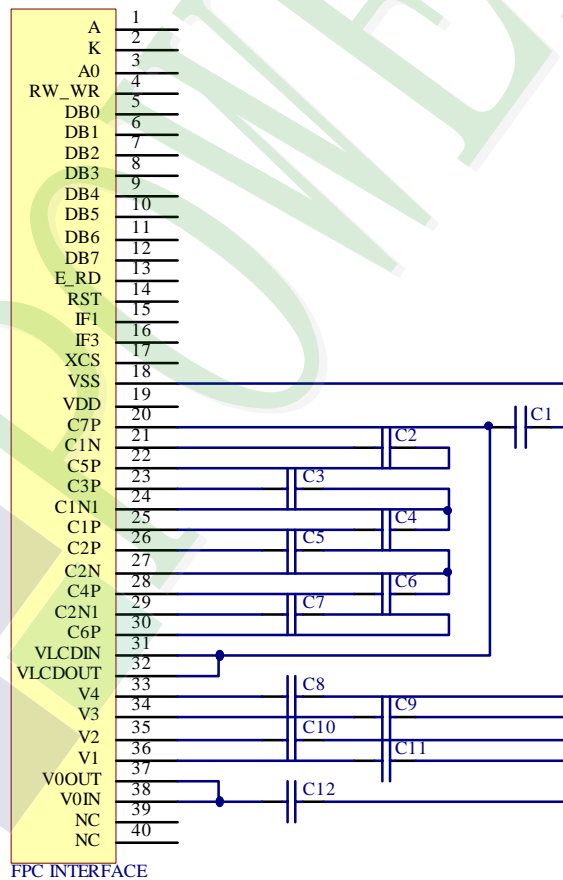 A 1
K 2
A0 3
RW_WR 4
DB0 5
DB1 6
DB2 7
DB3 8
DB4 9
DB5 10
DB6 11
DB7 12
E_RD 13
RST 14
IF1 15
IF3 16
XCS 17
VSS 18
VDD 19
C7P 20
C1N 21
C5P 22
C3P 23
C1N1 24
C1P 25
C2P 26
C2N 27
C4P 28
C2N1 29
C6P 30
VLCDIN 31
VLCDOUT 32
V4 33
V3 34
V2 35
V1 36
V0OUT 37
V0IN 38
NC 39
NC 40
C1
C2
C3
C4
C5
C6
C7
C8
C9
C10
C11
C12
FPC INTERFACE